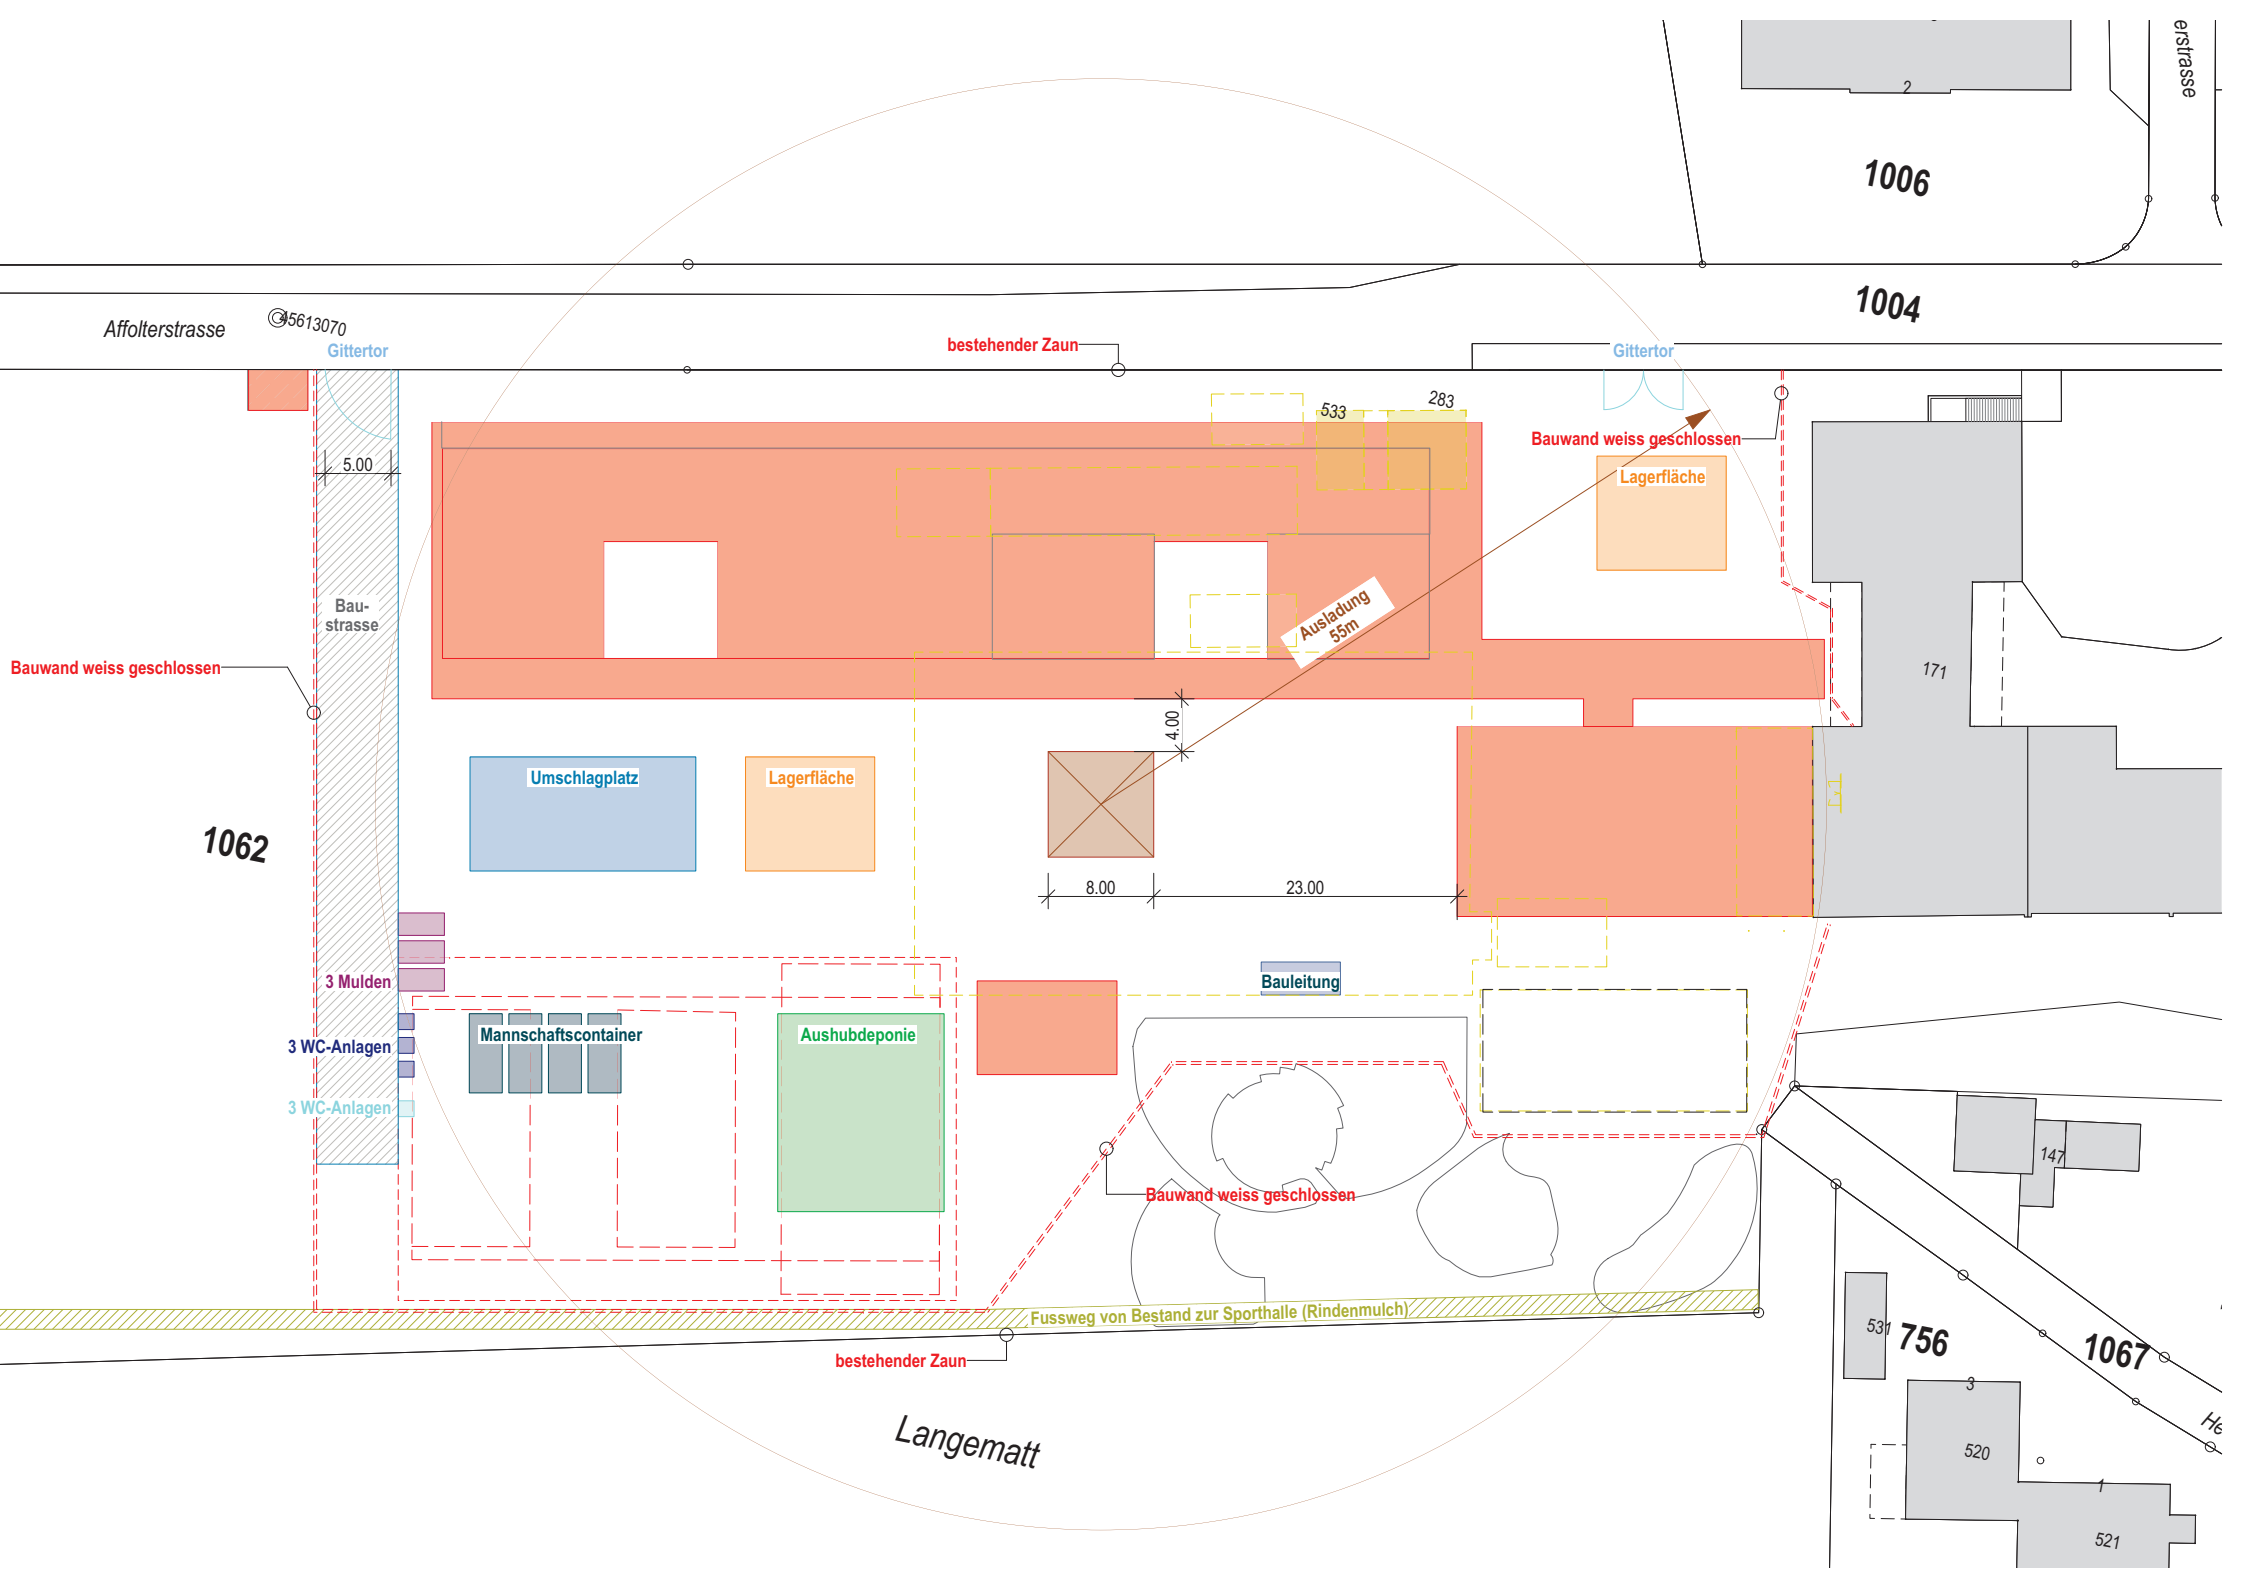 erstrasse
2
1006
1004
Affolterstrasse
45613070
Gittertor
bestehender Zaun
Gittertor
533
283
Bauwand weiss geschlossen
5.00
Lagerfläche
Bau-
strasse
Ausladung
55m
Bauwand weiss geschlossen
171
4.00
Umschlagplatz
Lagerfläche
1062
8.00
23.00
3 Mulden
Bauleitung
3 WC-Anlagen
Mannschaftscontainer
Aushubdeponie
3 WC-Anlagen
147
Bauwand weiss geschlossen
Fussweg von Bestand zur Sporthalle (Rindenmulch)
531
756
1067
bestehender Zaun
3
Langematt
He
520
1
521